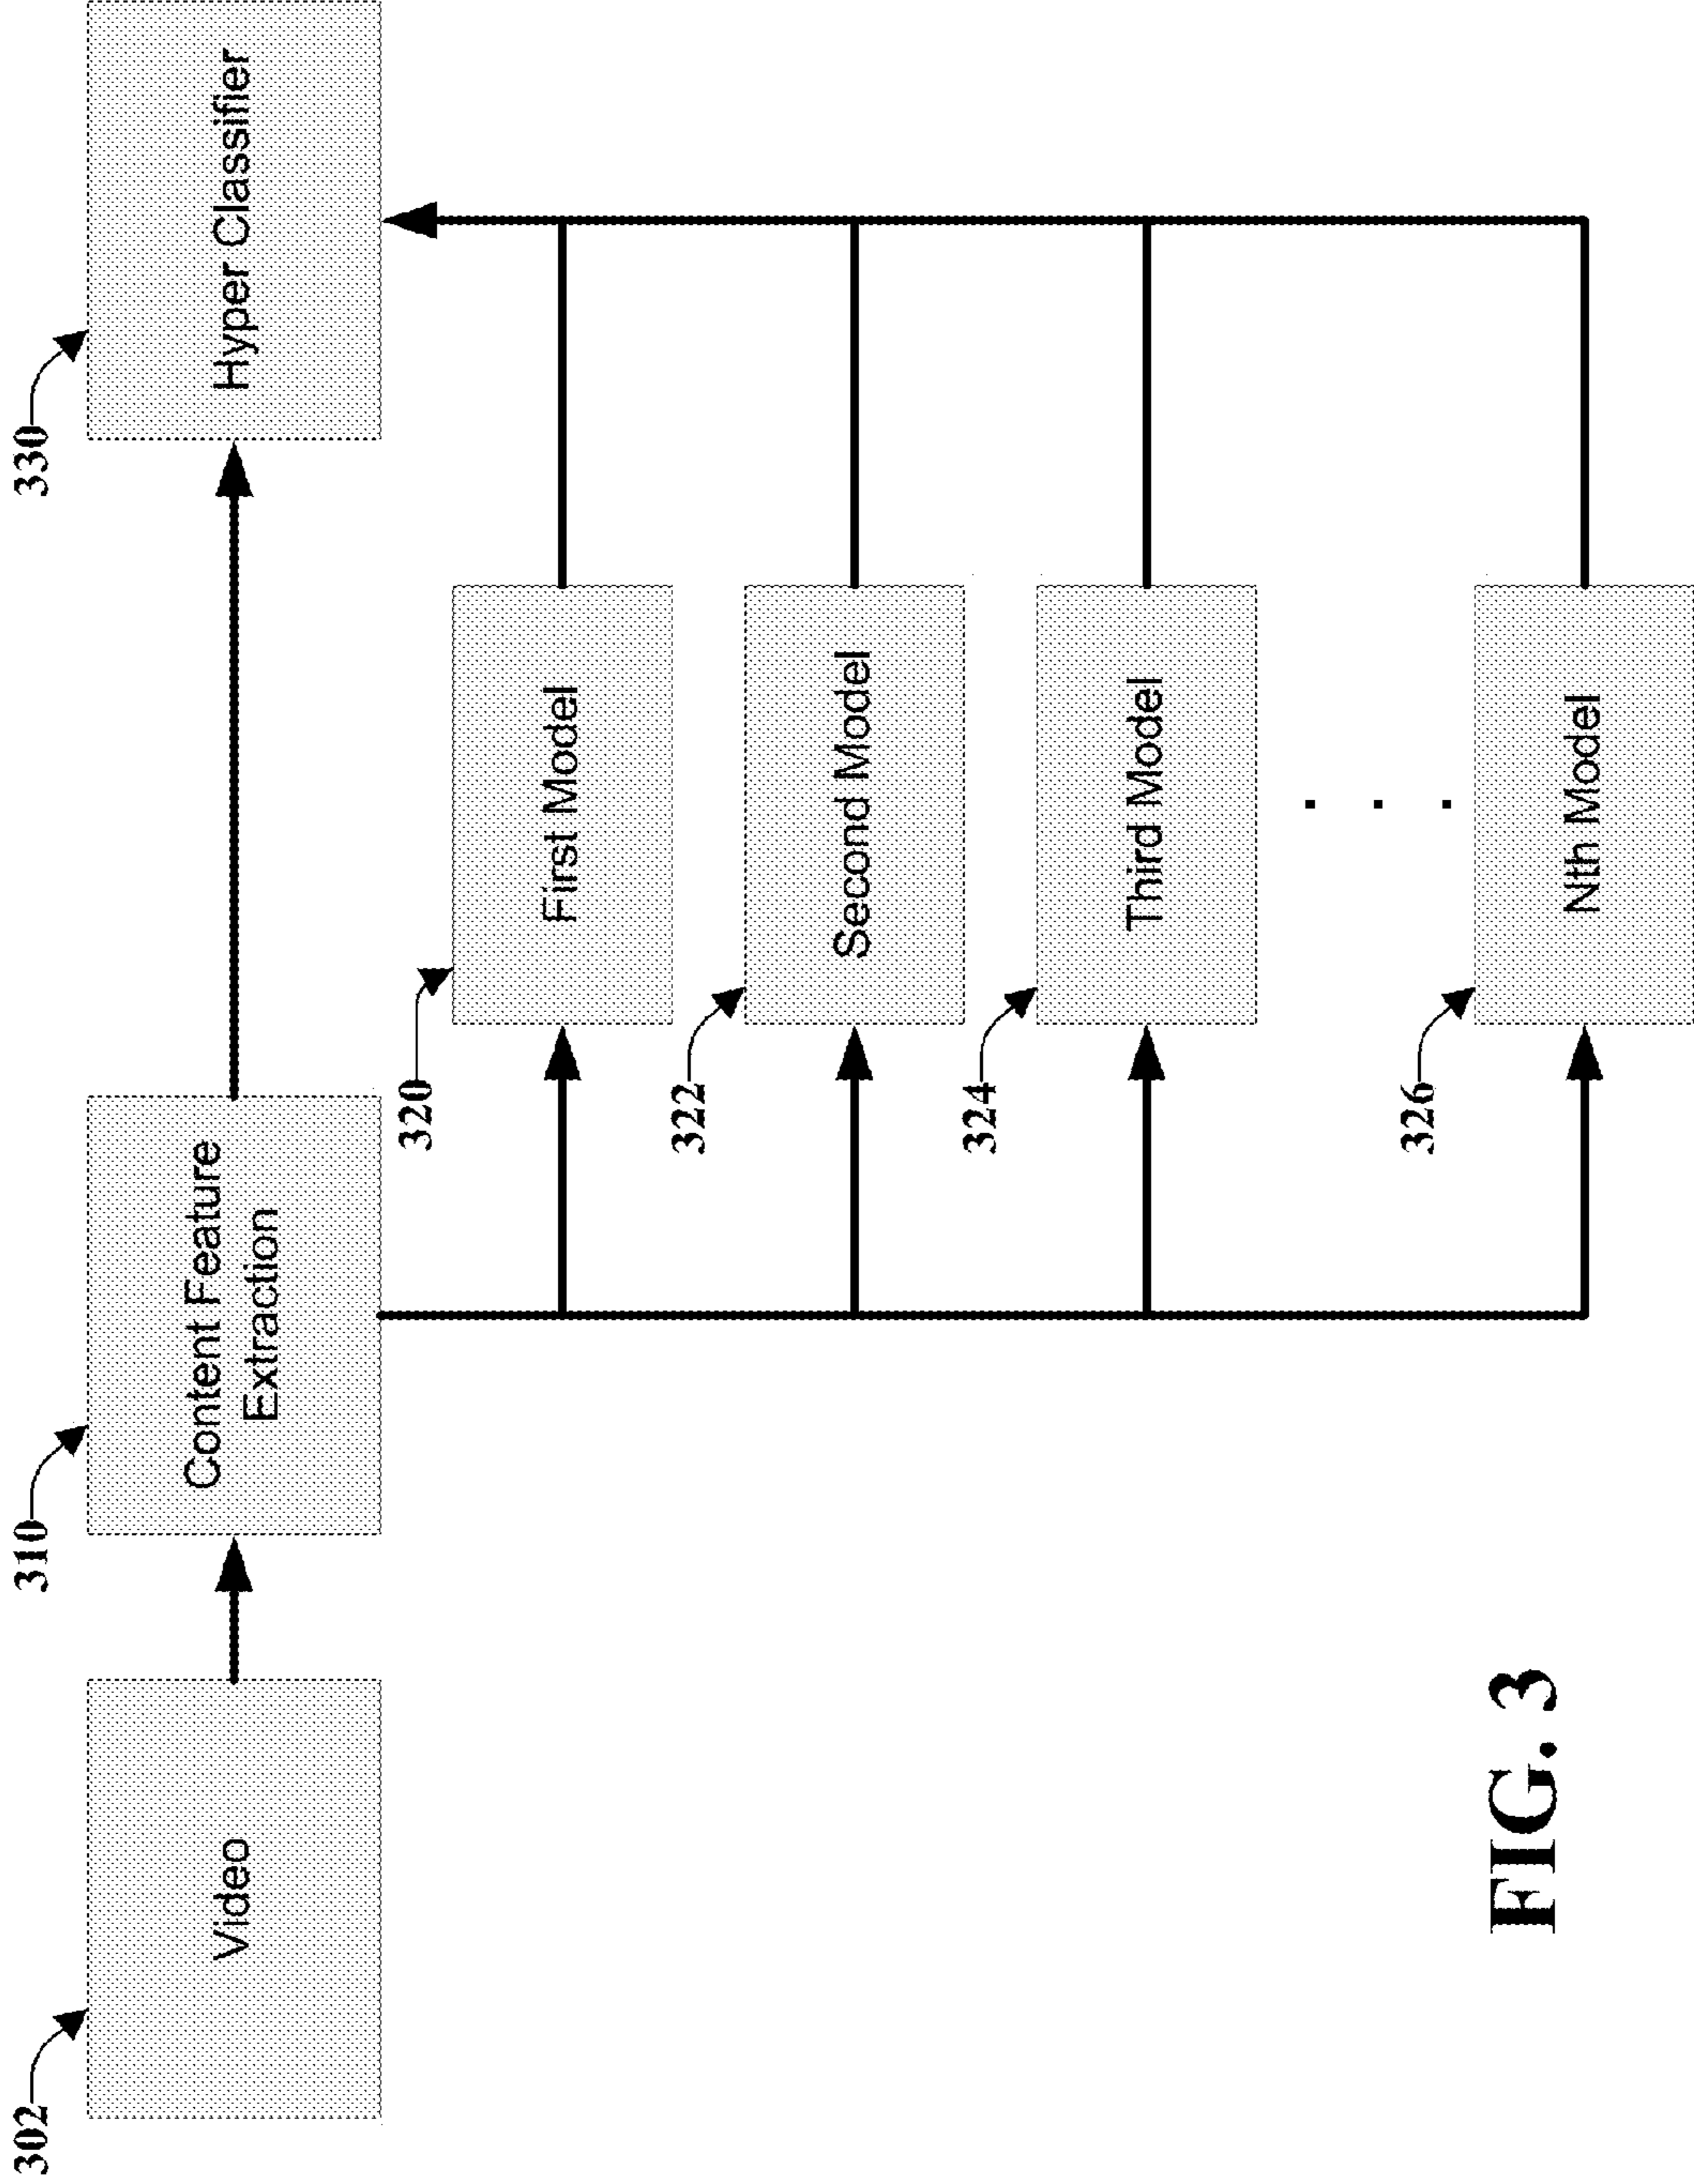 302
Video
310
Content Feature
Extraction
330
Hyper Classifier
320
First Model
322
Second Model
324
Third Model
. . .
326
Nth Model
FIG. 3